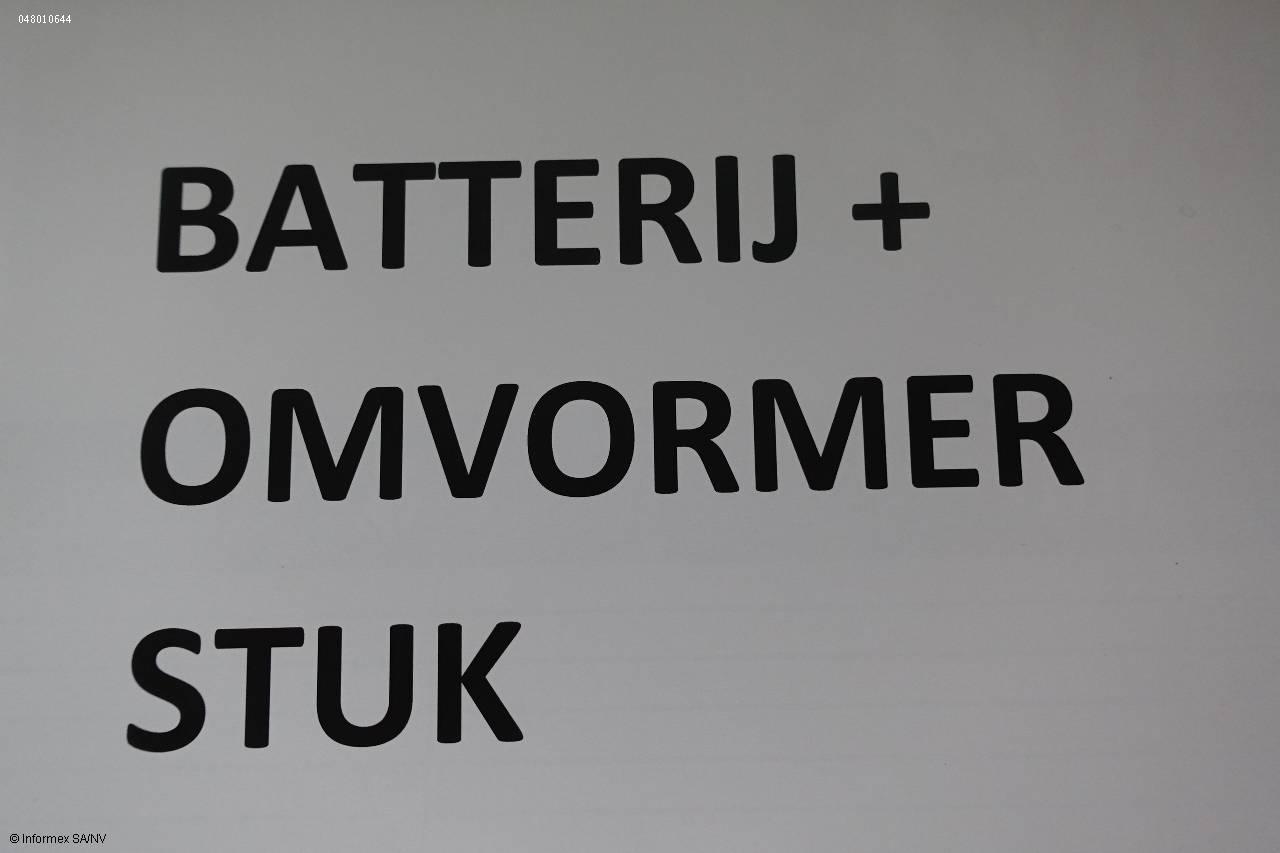 048010644
BATTERIJ +
OMVORMER
STUK
© Informex SA/NV